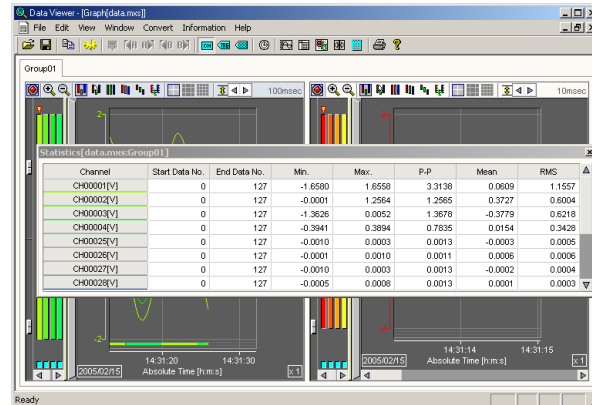 Data Viewer - [Graph[data.mxs]]
File Edit View Window Convert Information Help
Group01
100msec 10msec
2 2
Statistics[data.mxs:Group01]
Channel Start Data No. End Data No. Min. Max. P-P Mean RMS
CH00001[V] 0 127 -1.6580 1.6558 3.3138 0.0609 1.1557
CH00002[V] 0 127 -0.0001 1.2564 1.2565 0.3727 0.6004
CH00003[V] 0 127 -1.3626 0.0052 1.3678 -0.3779 0.6218
CH00004[V] 0 127 -0.3941 0.3894 0.7835 0.0154 0.3428
CH00025[V] 0 127 -0.0010 0.0003 0.0013 -0.0003 0.0005
CH00026[V] 0 127 -0.0001 0.0010 0.0011 0.0006 0.0006
CH00027[V] 0 127 -0.0010 0.0003 0.0013 -0.0002 0.0004
CH00028[V] 0 127 -0.0005 0.0008 0.0013 0.0001 0.0003
-2 -2
14:31:20 14:31:30 14:31:14 14:31:15
2005/02/15 Absolute Time [h:m:s] x 1 2005/02/15 Absolute Time [h:m:s] x 1
Ready